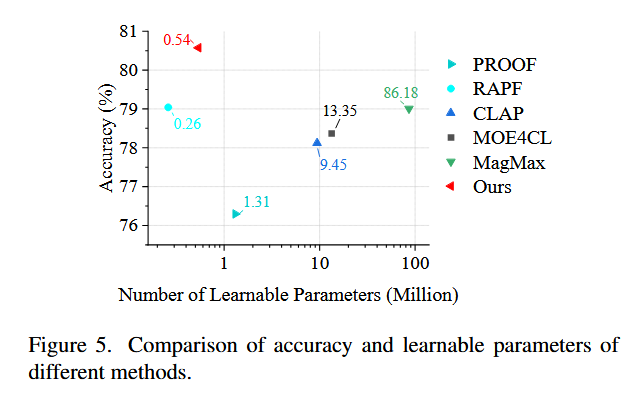 81
80
79
78
77
76
Accuracy (%)
0.54
0.26
1.31
9.45
13.35
86.18
1
10
100
Number of Learnable Parameters (Million)
PROOF
RAPF
CLAP
MOE4CL
MagMax
Ours
Figure 5. Comparison of accuracy and learnable parameters of
different methods.